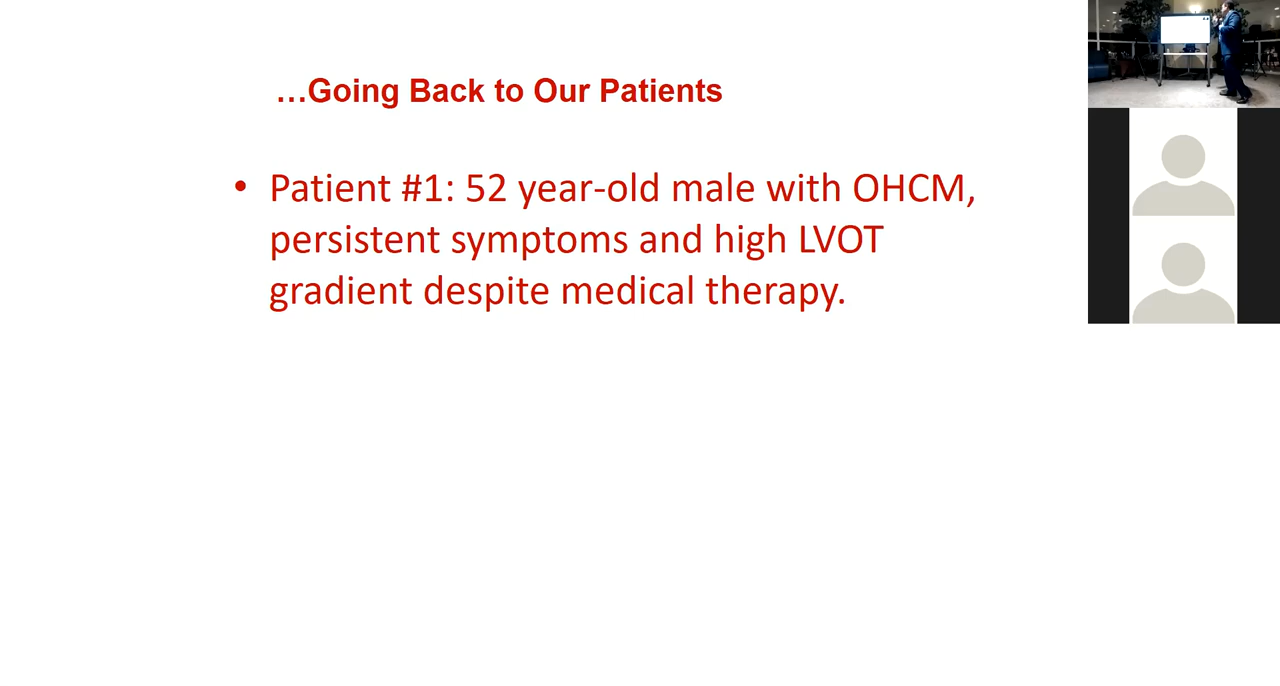 ...Going Back to Our Patients
• Patient #1: 52 year-old male with OHCM,
persistent symptoms and high LVOT
gradient despite medical therapy.